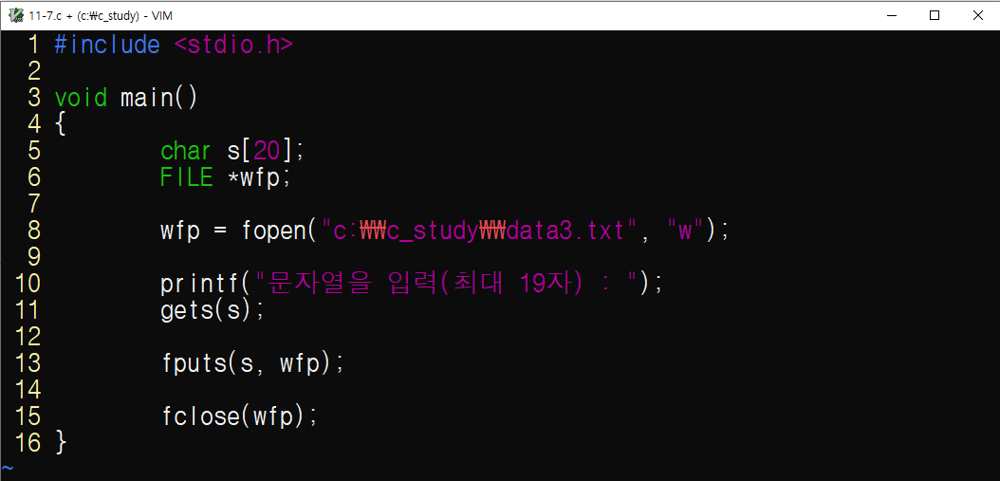 11-7.c + (c:₩c_study) - VIM
1 #include <stdio.h>
2
3 void main()
4 {
5         char s[20];
6         FILE *wfp;
7
8         wfp = fopen("c:₩₩c_study₩₩data3.txt", "w");
9
10         printf("문자열을 입력(최대 19자) : ");
11         gets(s);
12
13         fputs(s, wfp);
14
15         fclose(wfp);
16 }
~